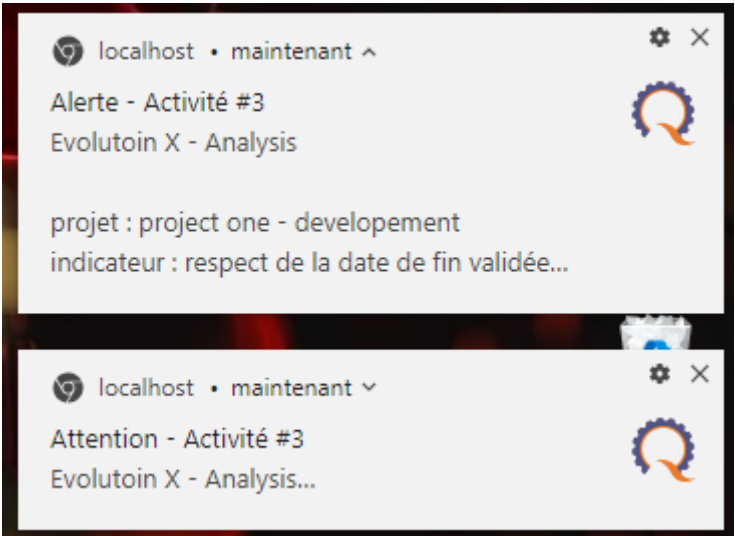 localhost • maintenant
Alerte - Activité #3
Evolutoin X - Analysis
projet : project one - developement
indicateur : respect de la date de fin validée...
localhost • maintenant
Attention - Activité #3
Evolutoin X - Analysis...